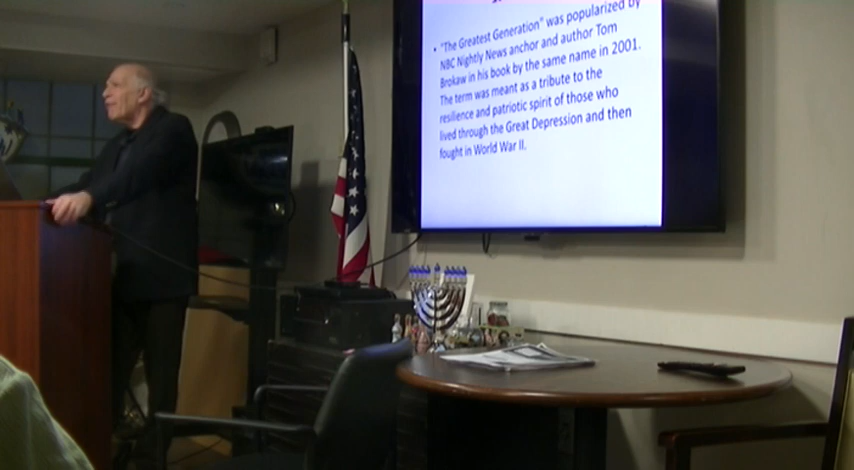 • "The Greatest Generation" was popularized by
NBC Nightly News anchor and author Tom
Brokaw in his book by the same name in 2001.
The term was meant as a tribute to the
resilience and patriotic spirit of those who
lived through the Great Depression and then
fought in World War II.